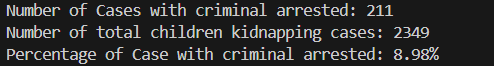 Number of Cases with criminal arrested: 211
Number of total children kidnapping cases: 2349
Percentage of Case with criminal arrested: 8.98%